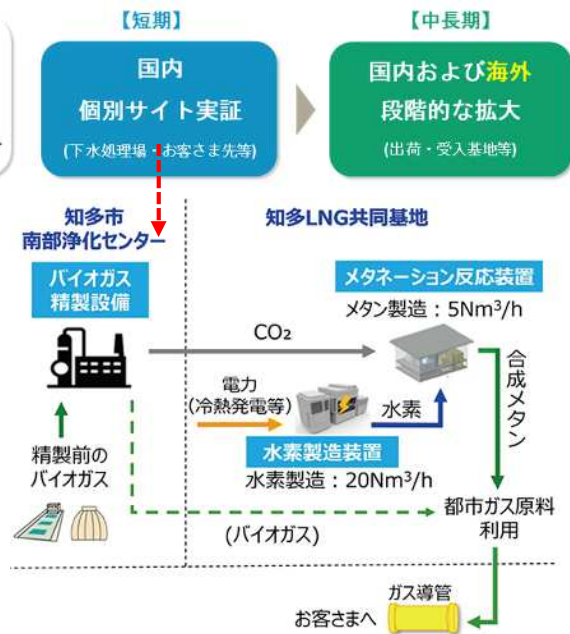 【短期】
【中長期】
国内
個別サイト実証
(下水処理場・お客さま先等)
国内および海外
段階的な拡大
(出荷・受入基地等)
知多市
南部浄化センター
知多LNG共同基地
バイオガス
精製設備
メタネーション反応装置
メタン製造：5Nm³/h
CO₂
電力
(冷熱発電等)
水素
合成メタン
水素製造装置
水素製造：20Nm³/h
精製前の
バイオガス
(バイオガス)
都市ガス原料
利用
ガス導管
お客さまへ